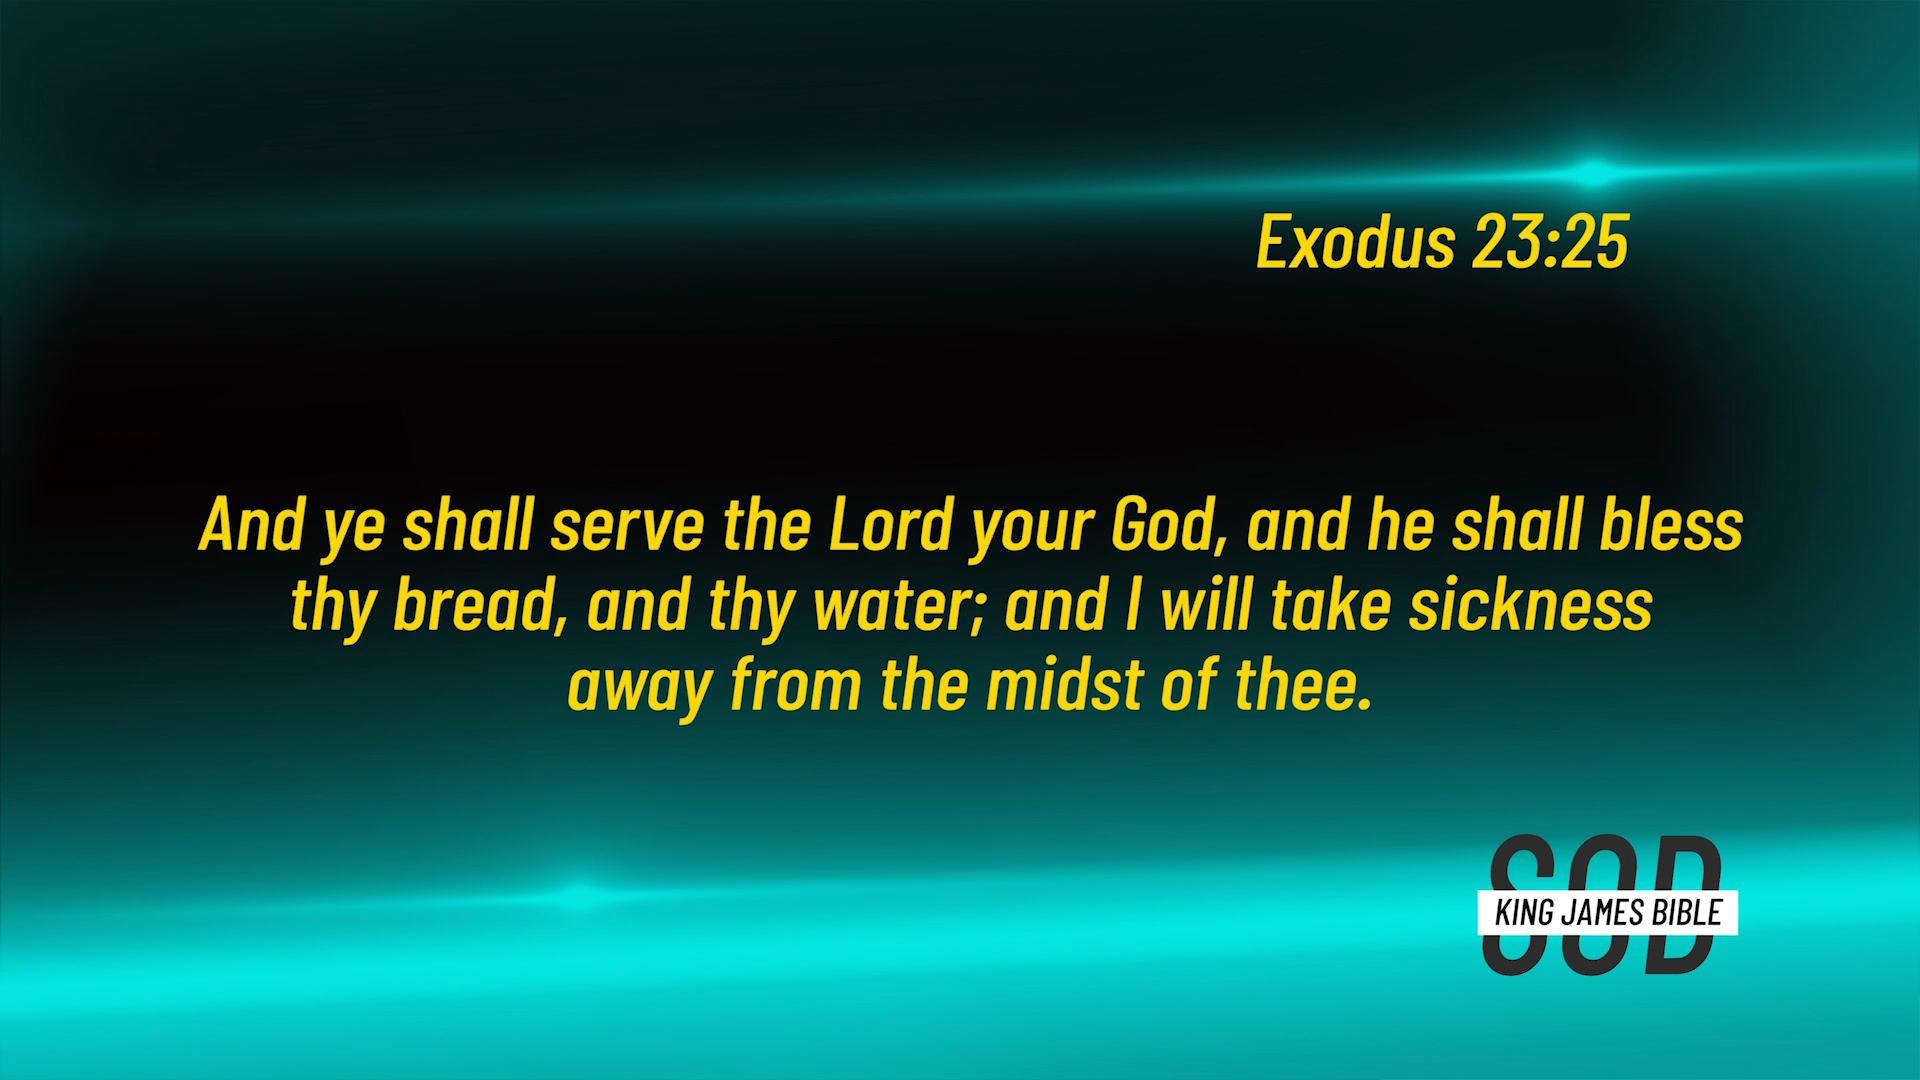 Exodus 23:25
And ye shall serve the Lord your God, and he shall bless
thy bread, and thy water; and I will take sickness
away from the midst of thee.
SOD
KING JAMES BIBLE